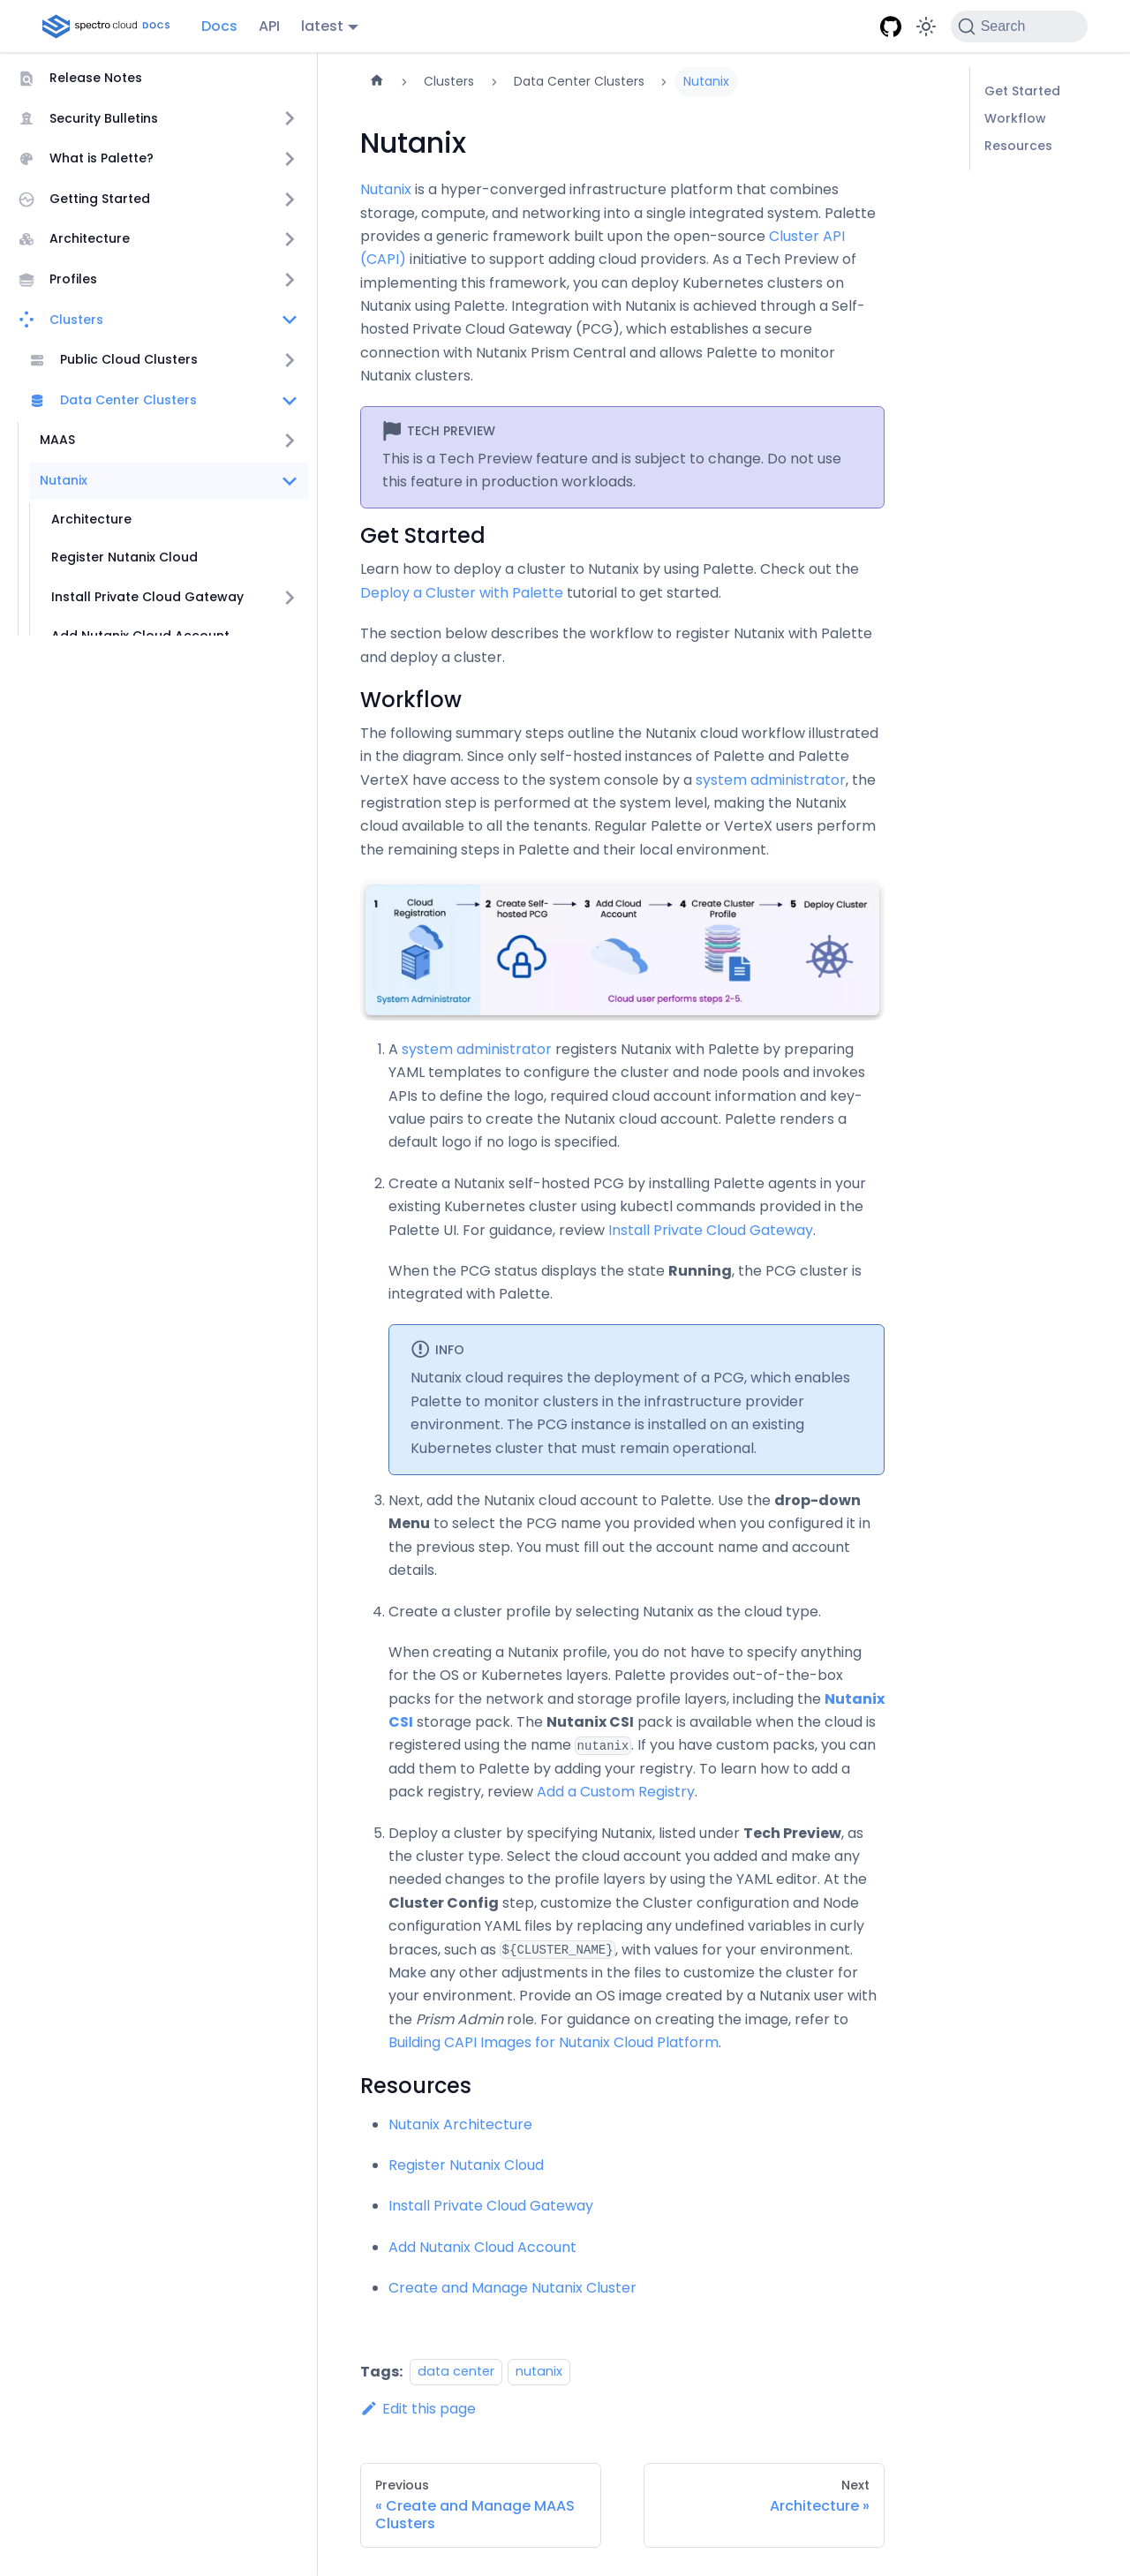 spectro cloud DOCS
Docs
API
latest
Search
Release Notes
Security Bulletins
What is Palette?
Getting Started
Architecture
Profiles
Clusters
Public Cloud Clusters
Data Center Clusters
MAAS
Nutanix
Architecture
Register Nutanix Cloud
Install Private Cloud Gateway
Add Nutanix Cloud Account
Clusters
Data Center Clusters
Nutanix
Nutanix
Nutanix is a hyper-converged infrastructure platform that combines
storage, compute, and networking into a single integrated system. Palette
provides a generic framework built upon the open-source Cluster API
(CAPI) initiative to support adding cloud providers. As a Tech Preview of
implementing this framework, you can deploy Kubernetes clusters on
Nutanix using Palette. Integration with Nutanix is achieved through a Self-
hosted Private Cloud Gateway (PCG), which establishes a secure
connection with Nutanix Prism Central and allows Palette to monitor
Nutanix clusters.
TECH PREVIEW
This is a Tech Preview feature and is subject to change. Do not use
this feature in production workloads.
Get Started
Learn how to deploy a cluster to Nutanix by using Palette. Check out the
Deploy a Cluster with Palette tutorial to get started.
The section below describes the workflow to register Nutanix with Palette
and deploy a cluster.
Workflow
The following summary steps outline the Nutanix cloud workflow illustrated
in the diagram. Since only self-hosted instances of Palette and Palette
VerteX have access to the system console by a system administrator, the
registration step is performed at the system level, making the Nutanix
cloud available to all the tenants. Regular Palette or VerteX users perform
the remaining steps in Palette and their local environment.
1 Cloud
Registration
2 Create Self-
hosted PCG
3 Add Cloud
Account
4 Create Cluster
Profile
5 Deploy Cluster
System Administrator
Cloud user performs steps 2-5.
1. A system administrator registers Nutanix with Palette by preparing
YAML templates to configure the cluster and node pools and invokes
APIs to define the logo, required cloud account information and key-
value pairs to create the Nutanix cloud account. Palette renders a
default logo if no logo is specified.
2. Create a Nutanix self-hosted PCG by installing Palette agents in your
existing Kubernetes cluster using kubectl commands provided in the
Palette UI. For guidance, review Install Private Cloud Gateway.
When the PCG status displays the state Running, the PCG cluster is
integrated with Palette.
INFO
Nutanix cloud requires the deployment of a PCG, which enables
Palette to monitor clusters in the infrastructure provider
environment. The PCG instance is installed on an existing
Kubernetes cluster that must remain operational.
3. Next, add the Nutanix cloud account to Palette. Use the drop-down
Menu to select the PCG name you provided when you configured it in
the previous step. You must fill out the account name and account
details.
4. Create a cluster profile by selecting Nutanix as the cloud type.
When creating a Nutanix profile, you do not have to specify anything
for the OS or Kubernetes layers. Palette provides out-of-the-box
packs for the network and storage profile layers, including the Nutanix
CSI storage pack. The Nutanix CSI pack is available when the cloud is
registered using the name nutanix. If you have custom packs, you can
add them to Palette by adding your registry. To learn how to add a
pack registry, review Add a Custom Registry.
5. Deploy a cluster by specifying Nutanix, listed under Tech Preview, as
the cluster type. Select the cloud account you added and make any
needed changes to the profile layers by using the YAML editor. At the
Cluster Config step, customize the Cluster configuration and Node
configuration YAML files by replacing any undefined variables in curly
braces, such as ${CLUSTER_NAME}, with values for your environment.
Make any other adjustments in the files to customize the cluster for
your environment. Provide an OS image created by a Nutanix user with
the Prism Admin role. For guidance on creating the image, refer to
Building CAPI Images for Nutanix Cloud Platform.
Resources
Nutanix Architecture
Register Nutanix Cloud
Install Private Cloud Gateway
Add Nutanix Cloud Account
Create and Manage Nutanix Cluster
Tags: data center nutanix
Edit this page
Previous
« Create and Manage MAAS
Clusters
Next
Architecture »
Get Started
Workflow
Resources